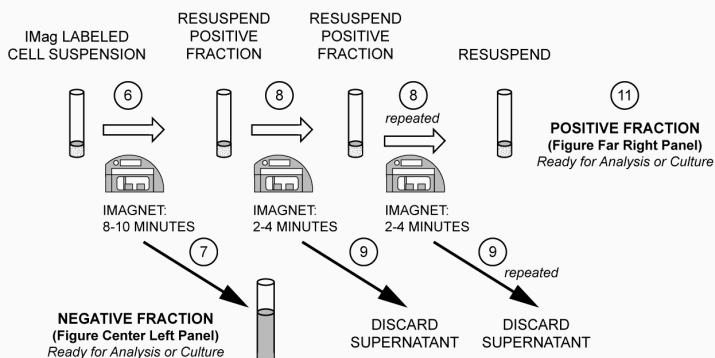 IMag LABELED
CELL SUSPENSION
RESUSPEND
POSITIVE
FRACTION
RESUSPEND
POSITIVE
FRACTION
RESUSPEND
6
8
8
repeated
11
POSITIVE FRACTION
(Figure Far Right Panel)
Ready for Analysis or Culture
IMAGNET:
8-10 MINUTES
IMAGNET:
2-4 MINUTES
IMAGNET:
2-4 MINUTES
7
9
9
repeated
NEGATIVE FRACTION
(Figure Center Left Panel)
Ready for Analysis or Culture
DISCARD
SUPERNATANT
DISCARD
SUPERNATANT